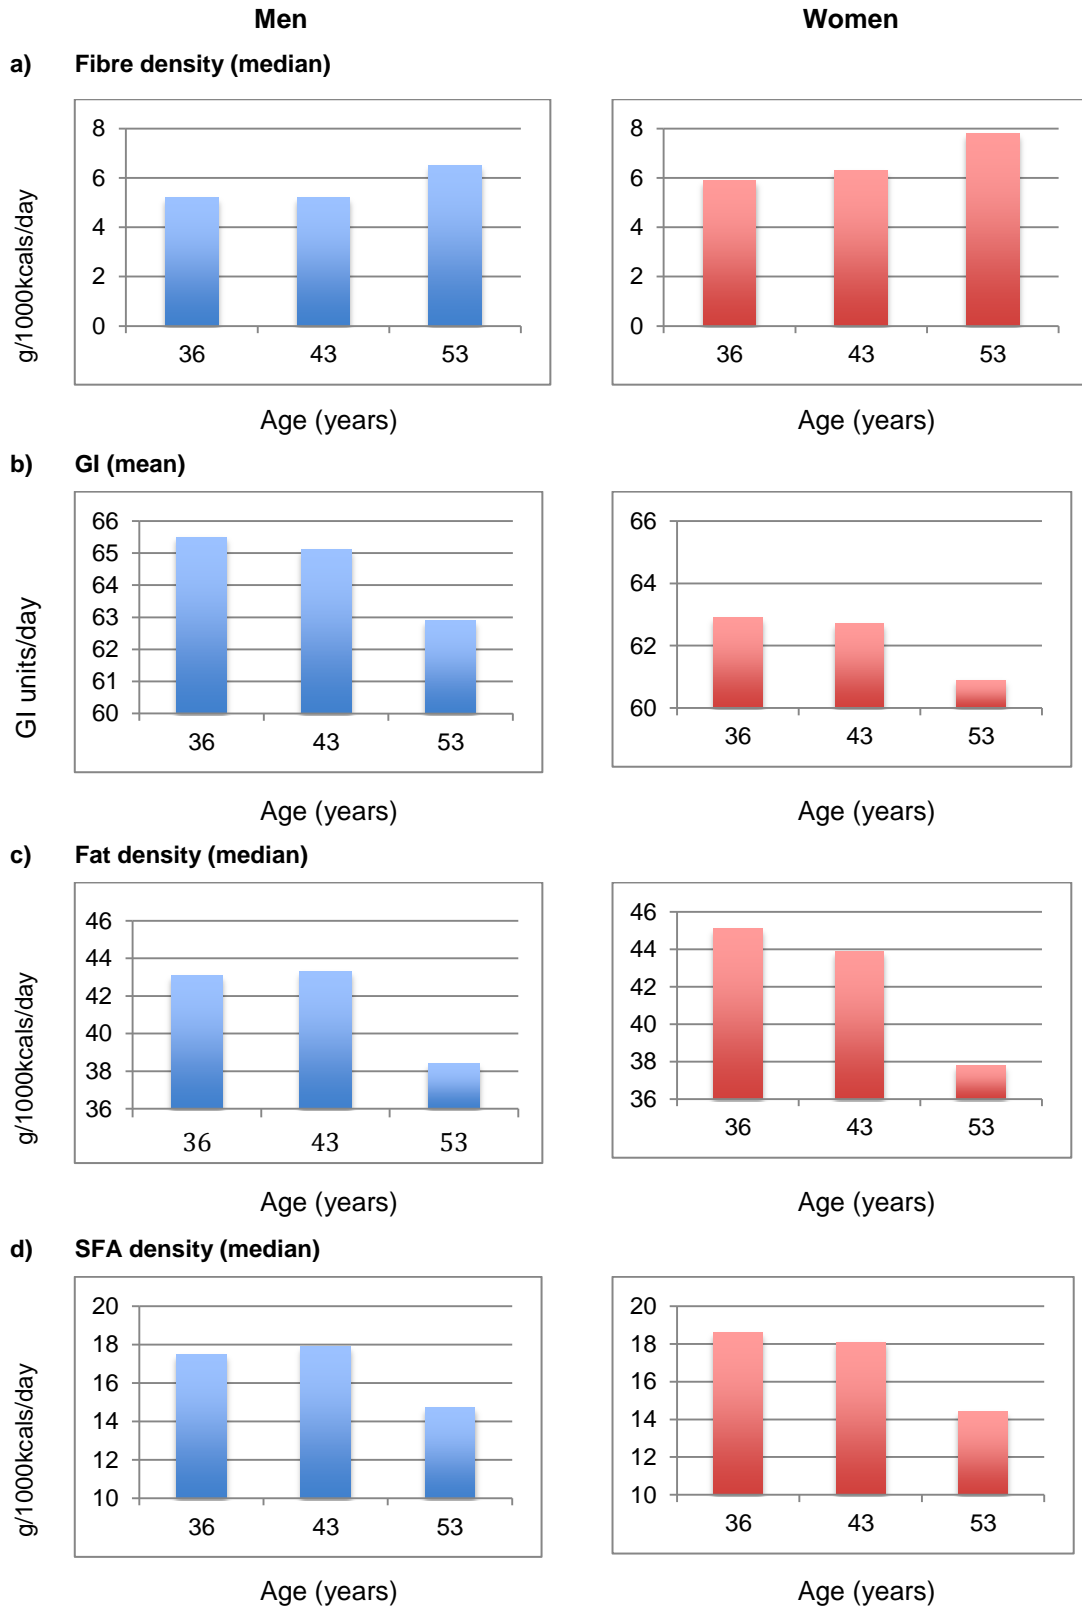 Men Women
a) Fibre density (median)
g/1000kcals/day
8
6
4
2
0
36 43 53
Age (years)
8
6
4
2
0
36 43 53
Age (years)
b) GI (mean)
GI units/day
66
65
64
63
62
61
60
36 43 53
Age (years)
66
64
62
60
36 43 53
Age (years)
c) Fat density (median)
g/1000kcals/day
46
44
42
40
38
36
36 43 53
Age (years)
46
44
42
40
38
36
36 43 53
Age (years)
d) SFA density (median)
g/1000kcals/day
20
18
16
14
12
10
36 43 53
Age (years)
20
18
16
14
12
10
36 43 53
Age (years)